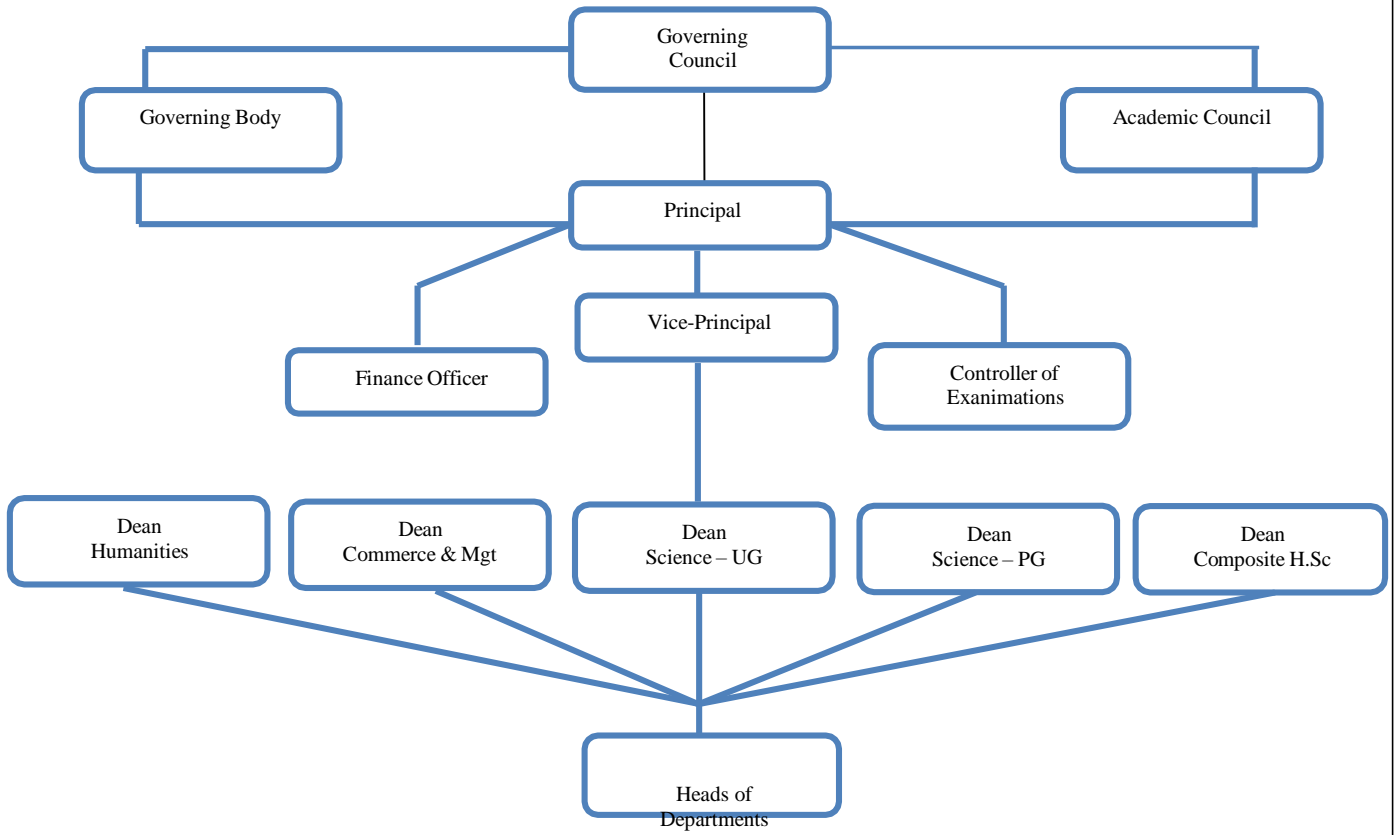 Governing
Council
Governing Body
Academic Council
Principal
Vice-Principal
Finance Officer
Controller of
Exanimations
Dean
Humanities
Dean
Commerce & Mgt
Dean
Science – UG
Dean
Science – PG
Dean
Composite H.Sc
Heads of
Departments